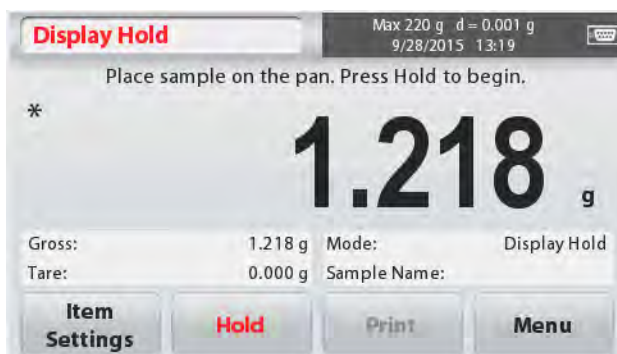 Display Hold
Max 220 g d = 0.001 g
9/28/2015 13:19
Place sample on the pan. Press Hold to begin.
*
1.218 g
Gross: 1.218 g
Tare: 0.000 g
Mode: Display Hold
Sample Name:
Item
Settings
Hold
Print
Menu